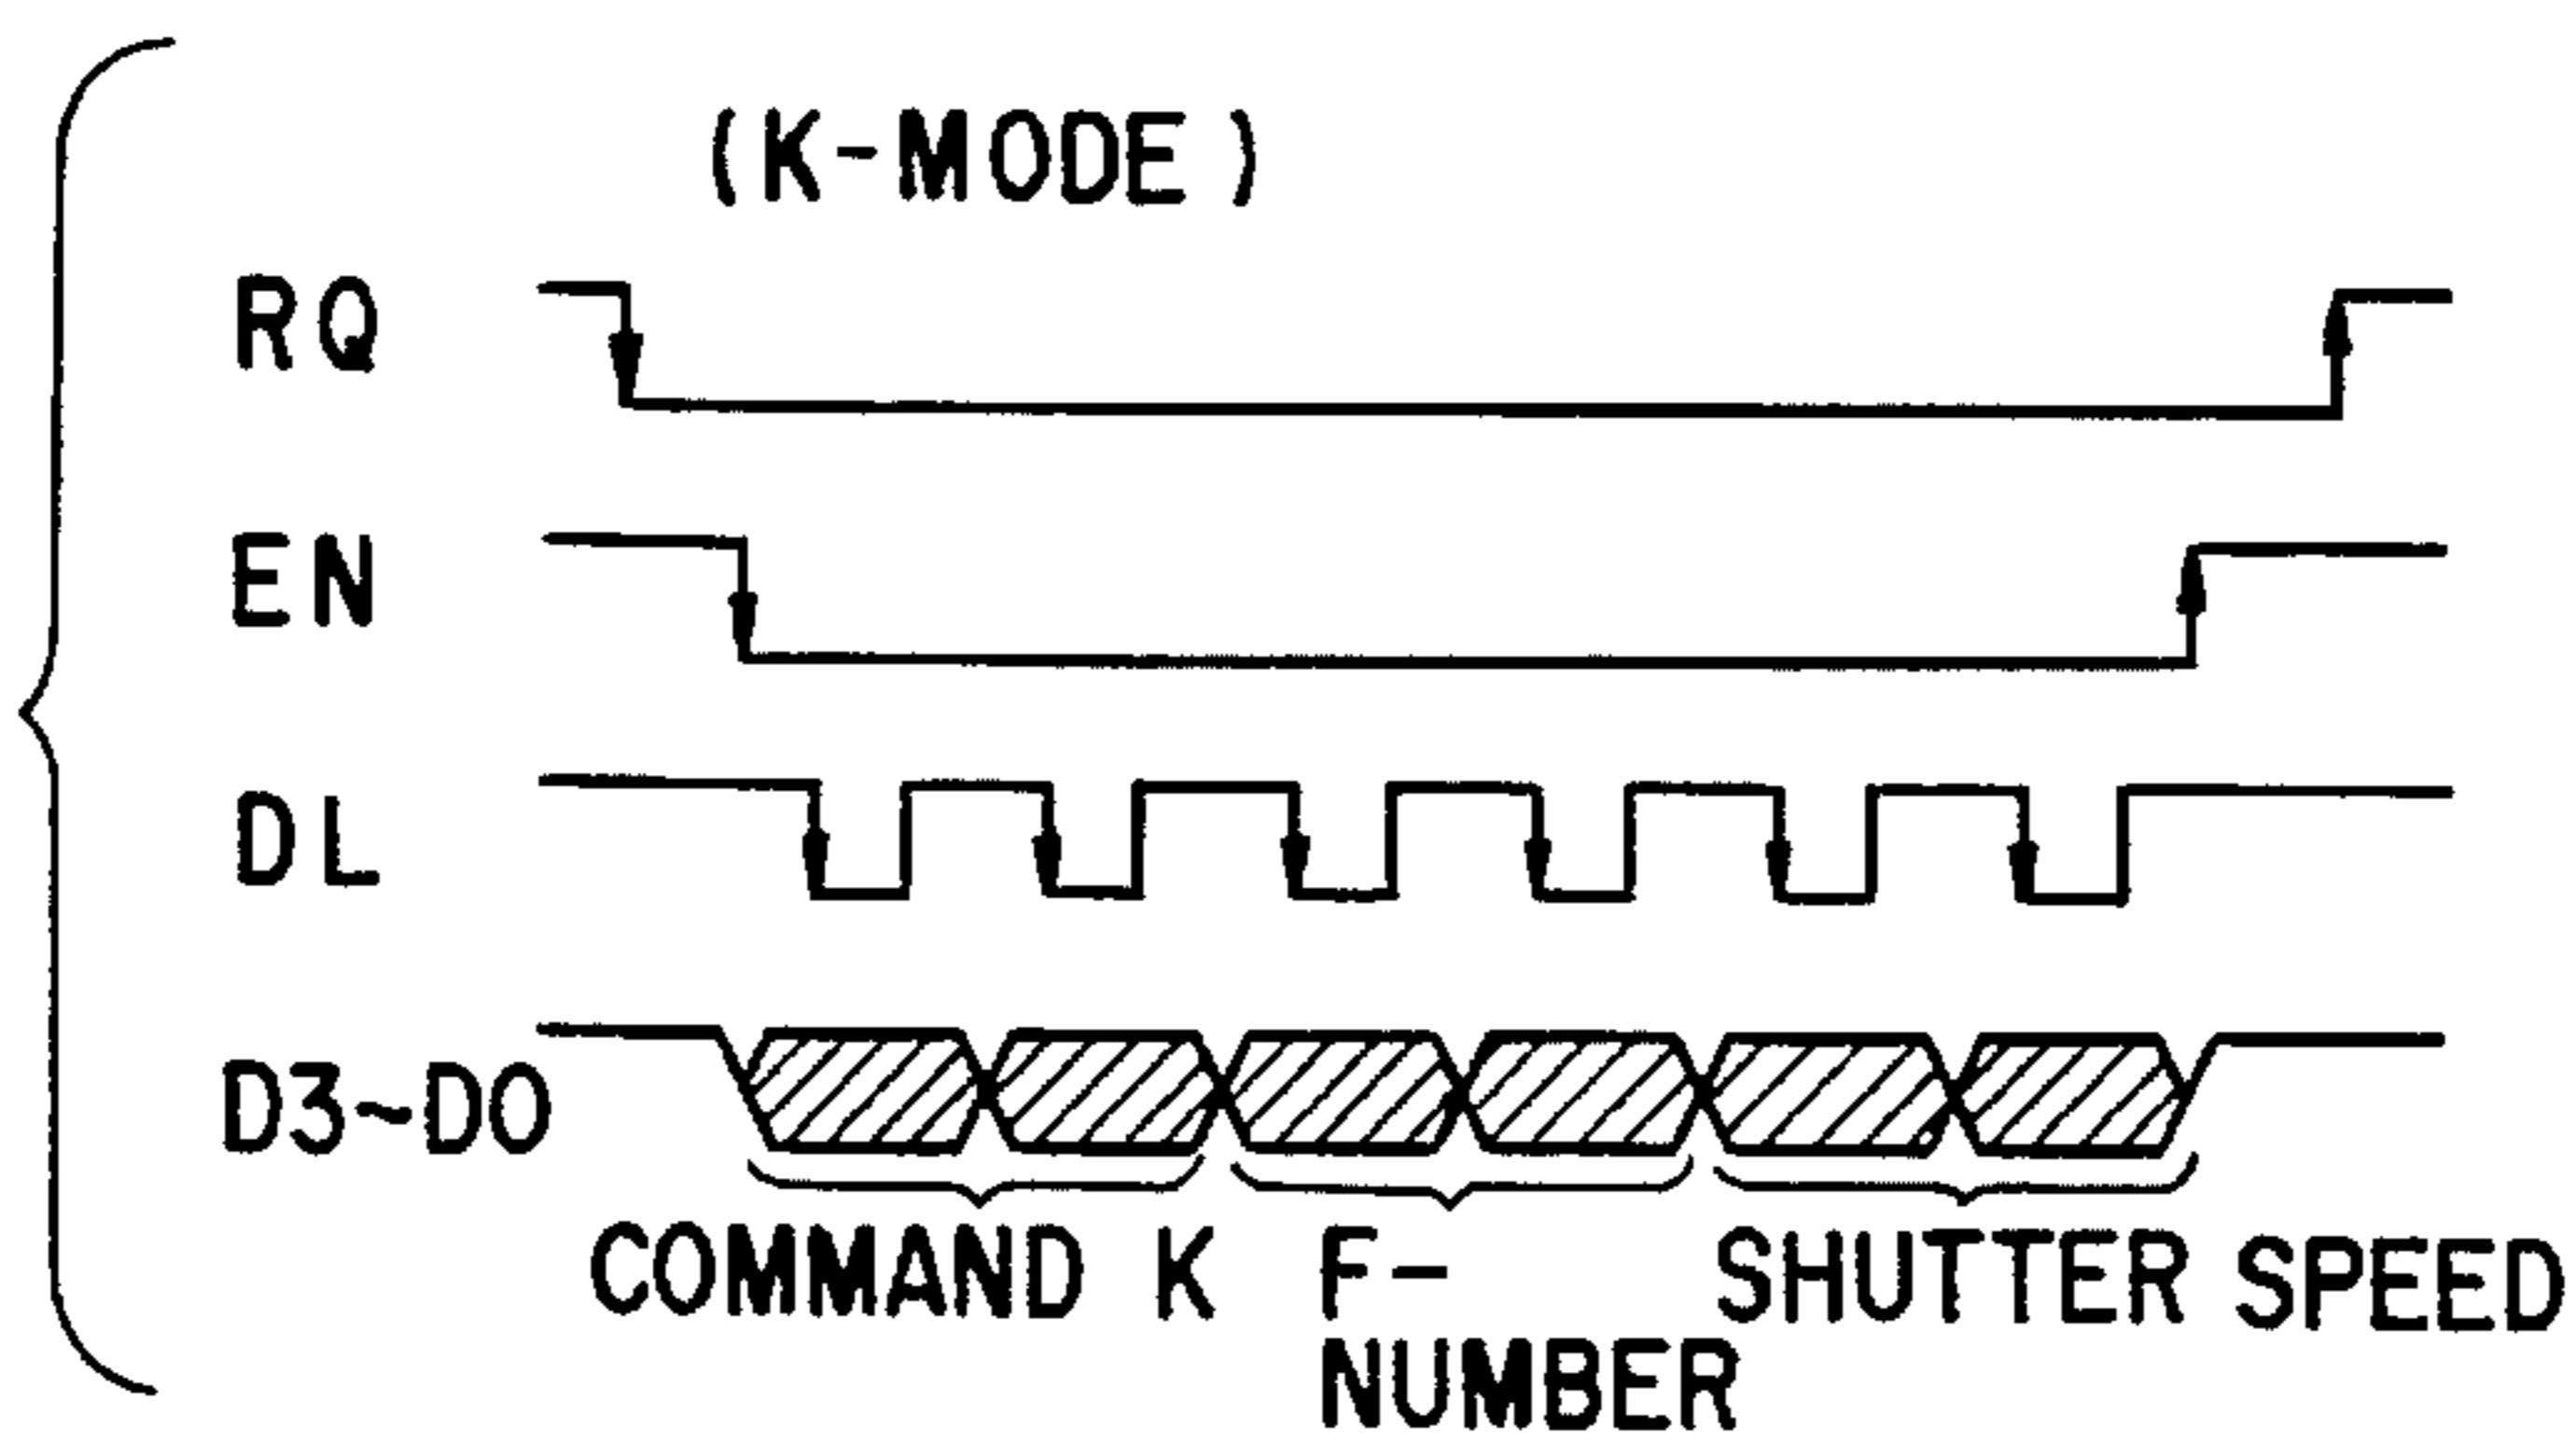 (K-MODE)
RQ
EN
DL
D3~D0
COMMAND K F- SHUTTER SPEED
NUMBER